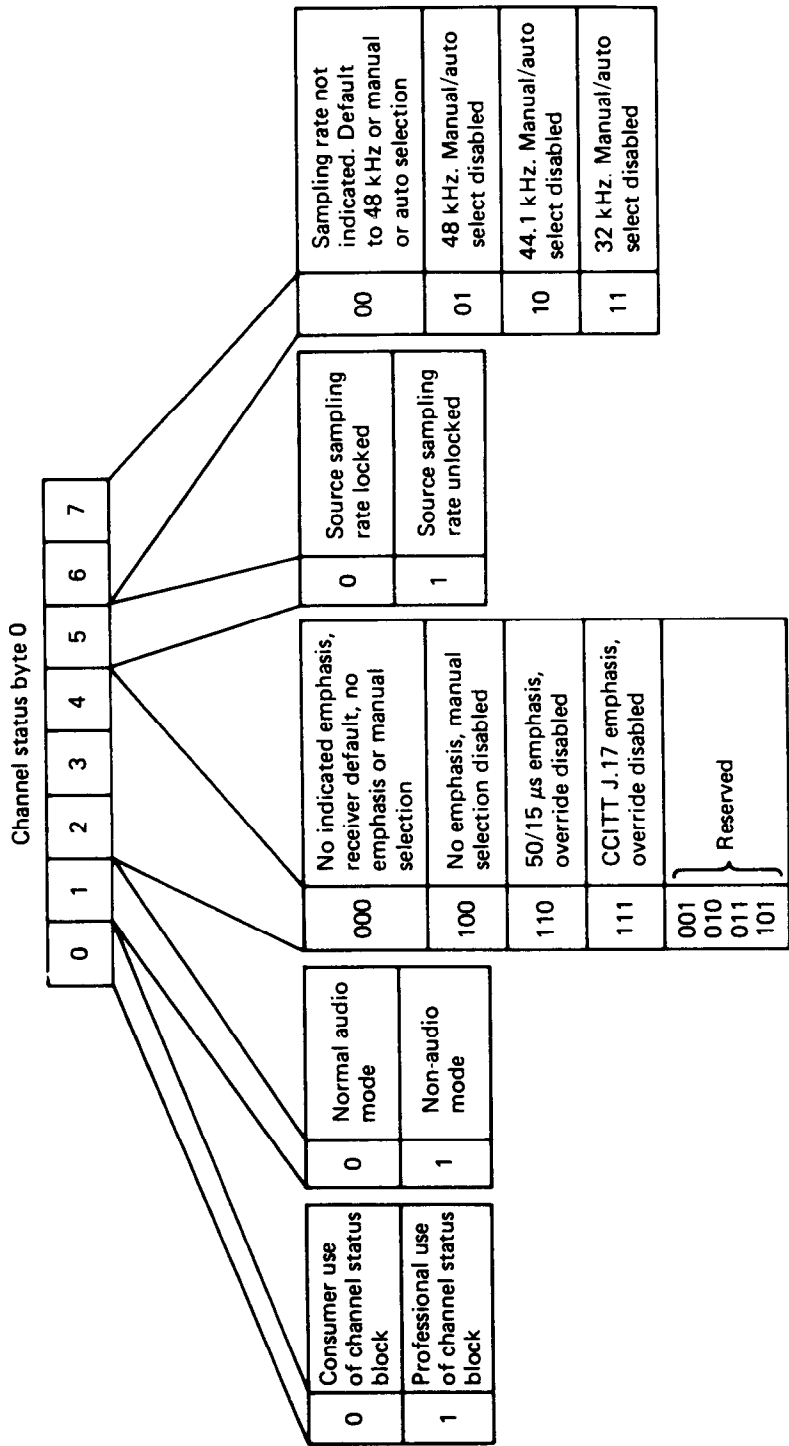 Channel status byte 0
0 1 2 3 4 5 6 7
0
Consumer use
of channel status
block
1
Professional use
of channel status
block
0
Normal audio
mode
1
Non-audio
mode
000
No indicated emphasis,
receiver default, no
emphasis or manual
selection
100
No emphasis, manual
selection disabled
110
50/15 μs emphasis,
override disabled
111
CCITT J.17 emphasis,
override disabled
001
010
011
101
Reserved
0
Source sampling
rate locked
1
Source sampling
rate unlocked
00
Sampling rate not
indicated. Default
to 48 kHz or manual
or auto selection
01
48 kHz. Manual/auto
select disabled
10
44.1 kHz. Manual/auto
select disabled
11
32 kHz. Manual/auto
select disabled